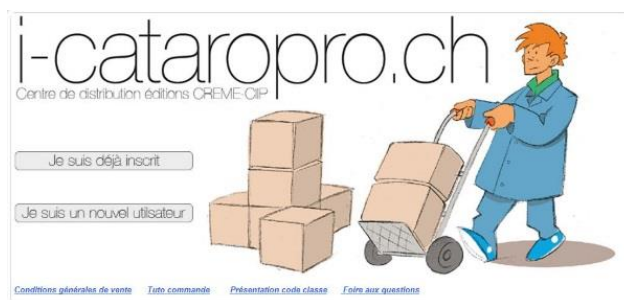 i-cataropro.ch
Centre de distribution éditions CREME-CIP
Je suis déjà inscrit
Je suis un nouvel utilsateur
Conditions générales de vente Tuto commande Présentation code classe Foire aux questions